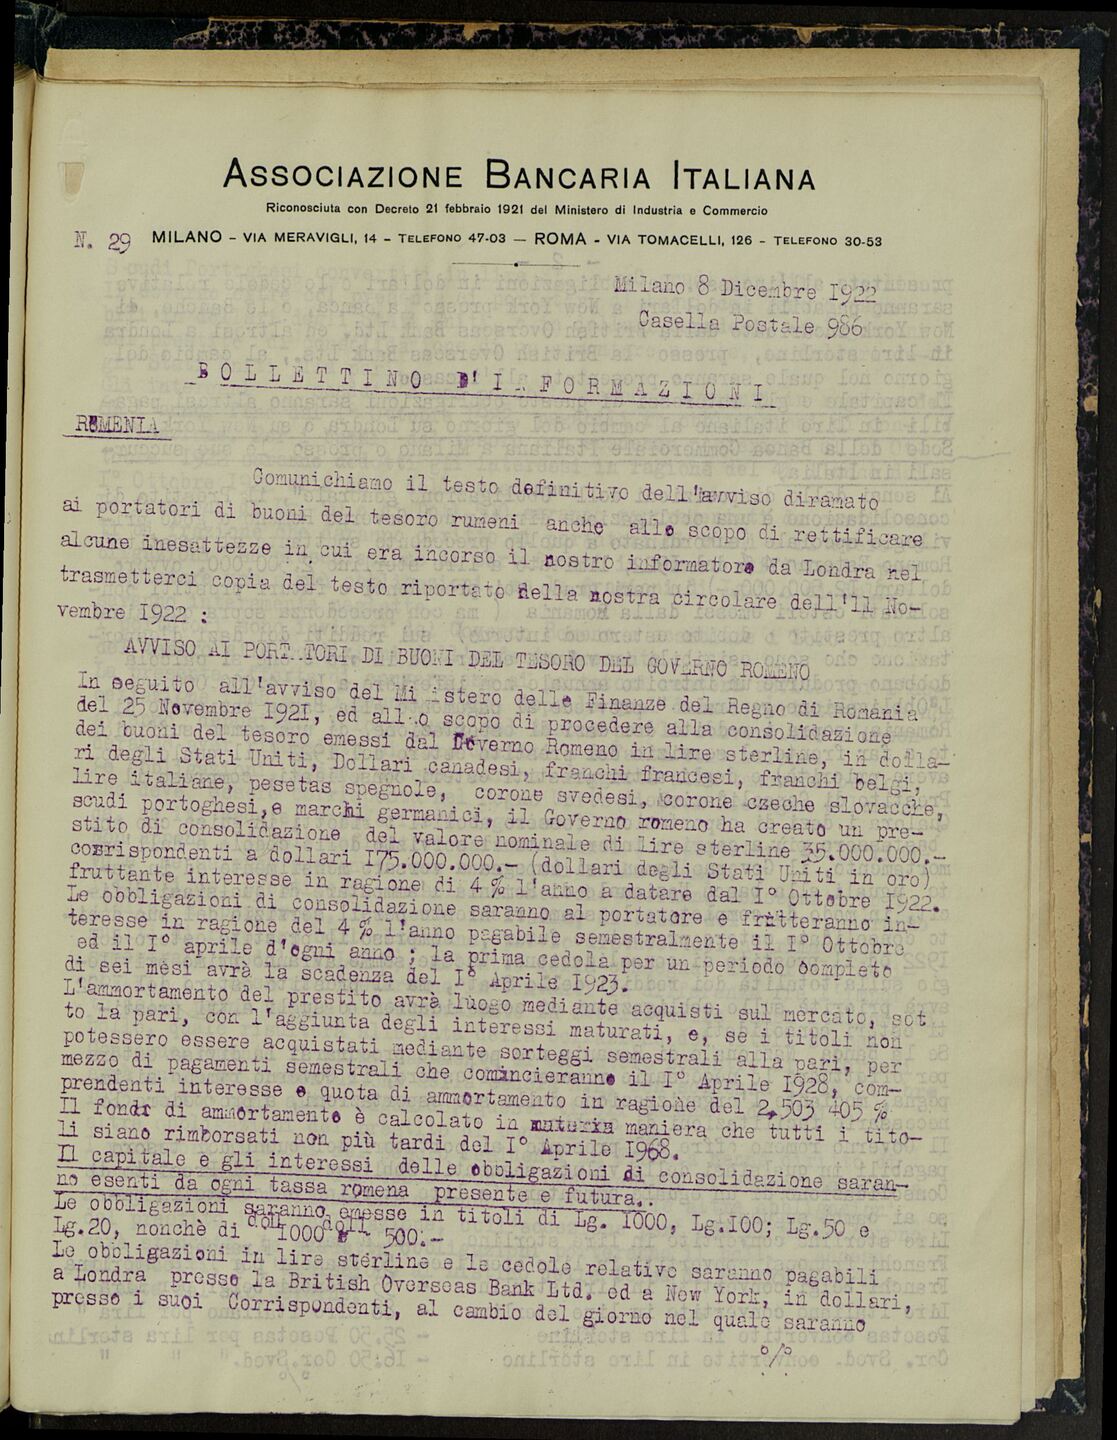 ASSOCIAZIONE BANCARIA ITALIANA
Riconosciuta con Decreto 21 febbraio 1921 del Ministero di Industria e Commercio
N. 29 MILANO - VIA MERAVIGLI, 14 - TELEFONO 47-03 — ROMA - VIA TOMACELLI, 126 - TELEFONO 30-53
Milano 8 Dicembre 1922
Casella Postale 986
BOLLETTINO D'INFORMAZIONI
RUMENIA
Comunichiamo il testo definitivo dell'avviso diramato
ai portatori di buoni del tesoro rumeni anche allo scopo di rettificare
alcune inesattezze in cui era incorso il nostro informatore da Londra nel
trasmetterci copia del testo riportato nella nostra circolare dell'11 No-
vembre 1922 :
AVVISO AI PORTATORI DI BUONI DEL TESORO DEL GOVERNO ROMENO
In seguito all'avviso del Ministero delle Finanze del Regno di Romania
del 25 Novembre 1921, ed allo scopo di procedere alla consolidazione
dei buoni del tesoro emessi dal Governo Romeno in lire sterline, in dolla-
ri degli Stati Uniti, Dollari canadesi, franchi francesi, franchi belgi,
lire italiane, pesetas spegnole, corone svedesi, corone czeche slovacche,
scudi portoghesi, e marchi germanici, il Governo romeno ha creato un pre-
stito di consolidazione del valore nominale di lire sterline 35.000.000.-
corrispondenti a dollari 175.000.000.- (dollari degli Stati Uniti in oro)
fruttante interesse in ragione di 4 % l'anno a datare dal 1° Ottobre 1922.
Le obbligazioni di consolidazione saranno al portatore e frutteranno in-
teresse in ragione del 4 % l'anno pagabile semestralmente il 1° Ottobre
ed il 1° aprile d'ogni anno ; la prima cedola per un periodo completo
di sei mesi avrà la scadenza del 1° Aprile 1923.
L'ammortamento del prestito avrà luogo mediante acquisti sul mercato, sot
to la pari, con l'aggiunta degli interessi maturati, e, se i titoli non
potessero essere acquistati mediante sorteggi semestrali alla pari, per
mezzo di pagamenti semestrali che comincieranno il 1° Aprile 1928, com-
prendenti interesse e quota di ammortamento in ragione del 2,503 405 %
Il fondo di ammortamento è calcolato in maniera che tutti i tito-
li siano rimborsati non più tardi del 1° Aprile 1968.
Il capitale e gli interessi delle obbligazioni di consolidazione saran-
no esenti da ogni tassa romena presente e futura..
Le obbligazioni saranno emesse in titoli di Lg. 1000, Lg.100; Lg.50 e
Lg.20, nonchè di doll 1000 e doll 500.-
Le obbligazioni in lire sterline e le cedole relative saranno pagabili
a Londra presso la British Overseas Bank Ltd. ed a New York, in dollari,
presso i suoi Corrispondenti, al cambio del giorno nel quale saranno
%